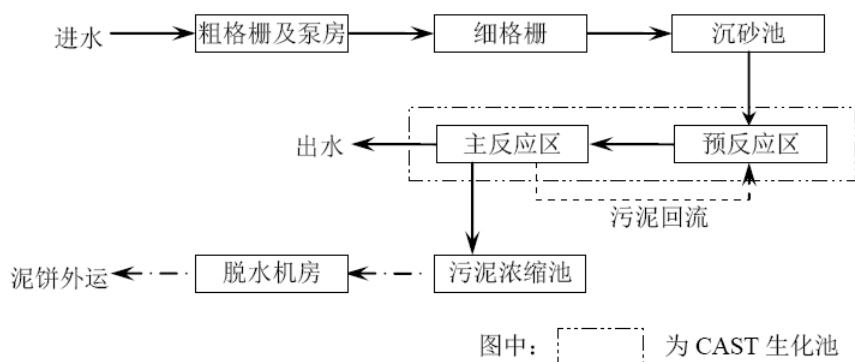 进水
粗格栅及泵房
细格栅
沉砂池
出水
主反应区
预反应区
污泥回流
泥饼外运
脱水机房
污泥浓缩池
图中：
为 CAST 生化池